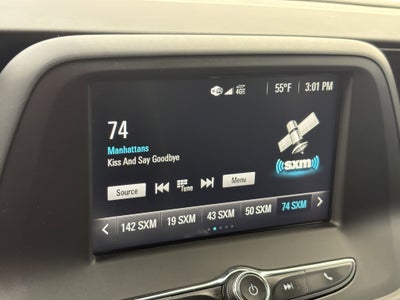 4G 55°F 3:01 PM
74
Manhattans
Kiss And Say Goodbye
sxm
Source Tune Menu
142 SXM 19 SXM 43 SXM 50 SXM 74 SXM